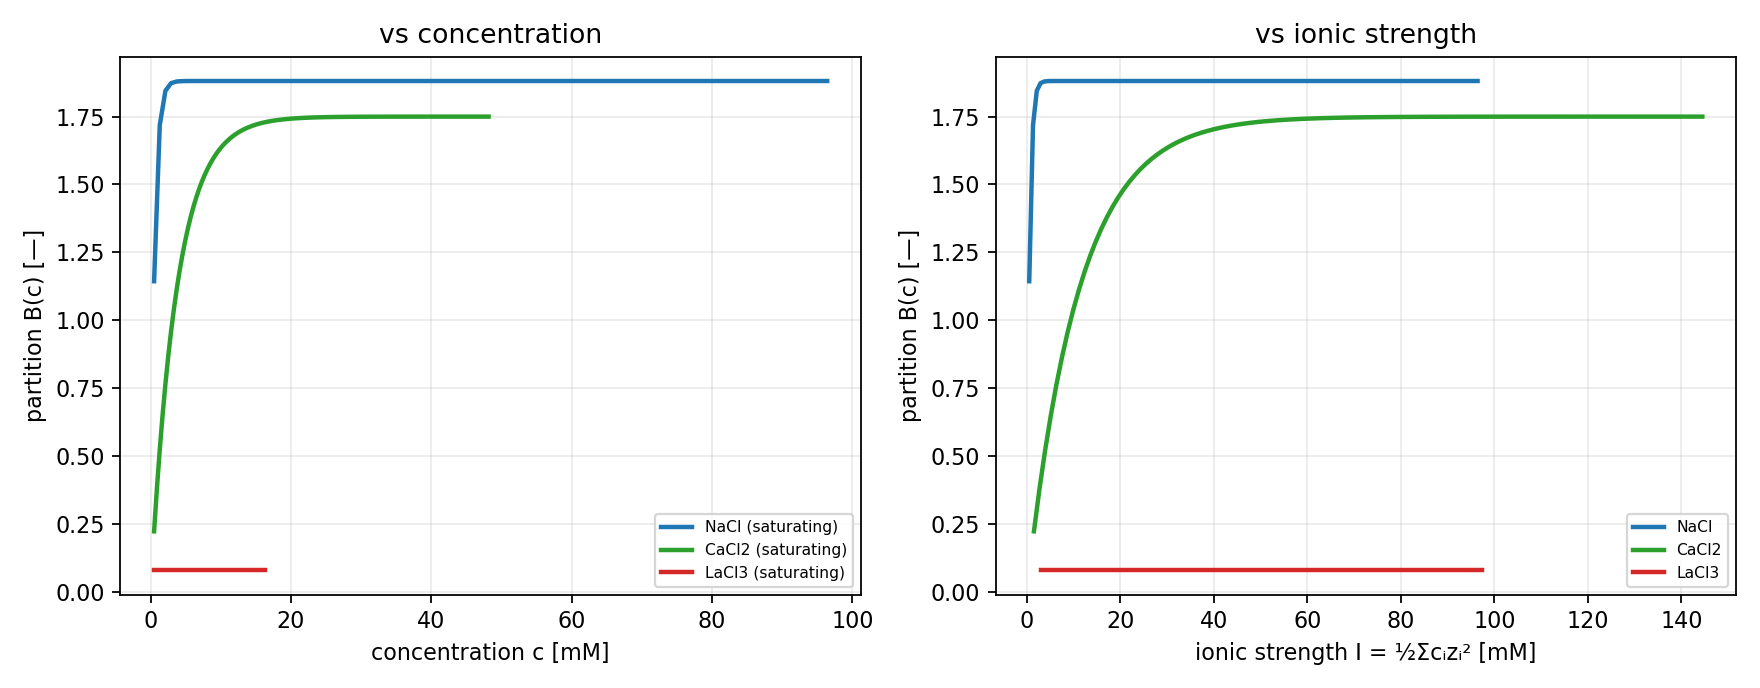 vs concentration
partition B(c) [—]
1.75
1.50
1.25
1.00
0.75
0.50
0.25
0.00
NaCl (saturating)
CaCl2 (saturating)
LaCl3 (saturating)
0 20 40 60 80 100
concentration c [mM]
vs ionic strength
partition B(c) [—]
1.75
1.50
1.25
1.00
0.75
0.50
0.25
0.00
NaCl
CaCl2
LaCl3
0 20 40 60 80 100 120 140
ionic strength I = ½Σcᵢzᵢ² [mM]